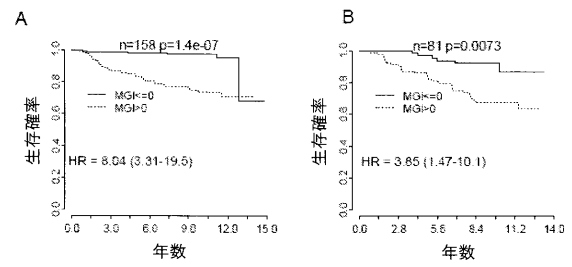 A
n=158 p=1.4e-07
生存確率
1.0
0.8
0.6
0.4
0.2
0.0
MGI<=0
MGI>0
HR = 8.04 (3.31-19.5)
0.0 3.0 6.0 9.0 12.0 15.0
年数
B
n=81 p=0.0073
生存確率
1.0
0.8
0.6
0.4
0.2
0.0
MGI<=0
MGI>0
HR = 3.85 (1.47-10.1)
0.0 2.8 5.6 8.4 11.2 14.0
年数